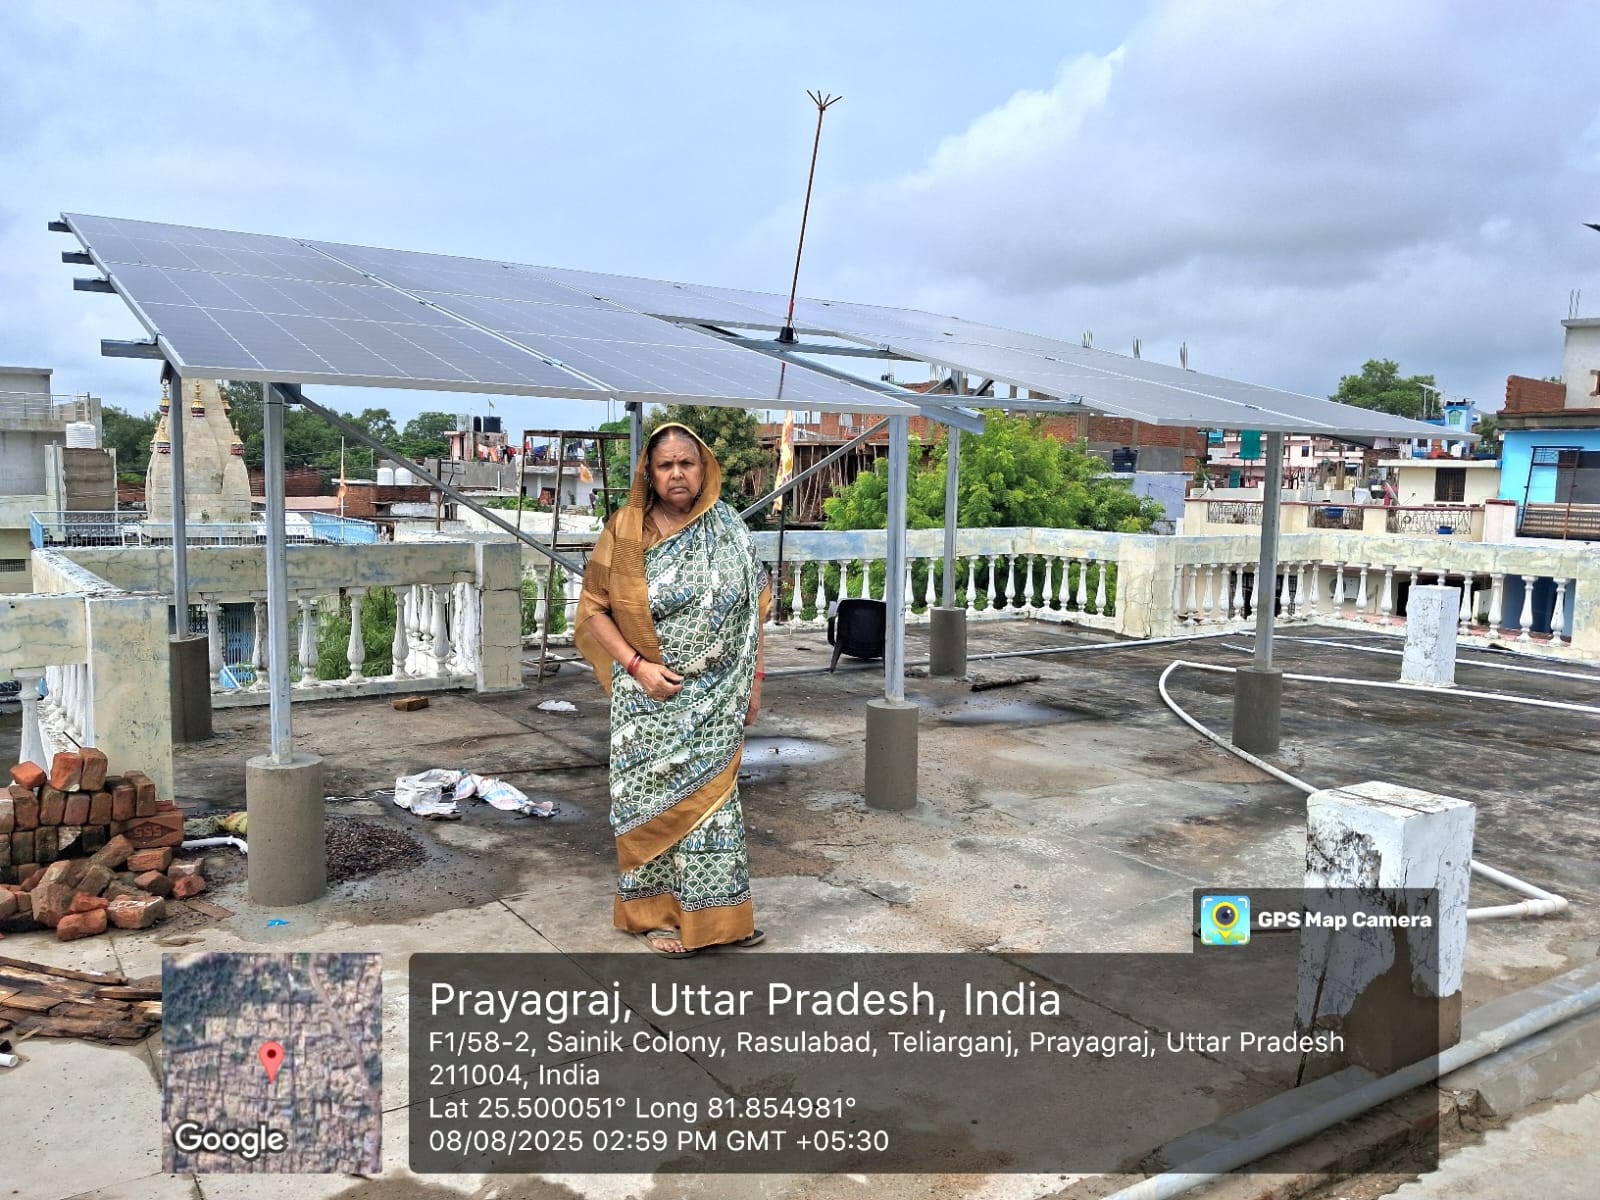 555
GPS Map Camera
Prayagraj, Uttar Pradesh, India
F1/58-2, Sainik Colony, Rasulabad, Teliarganj, Prayagraj, Uttar Pradesh
211004, India
Lat 25.500051° Long 81.854981°
08/08/2025 02:59 PM GMT +05:30
Google